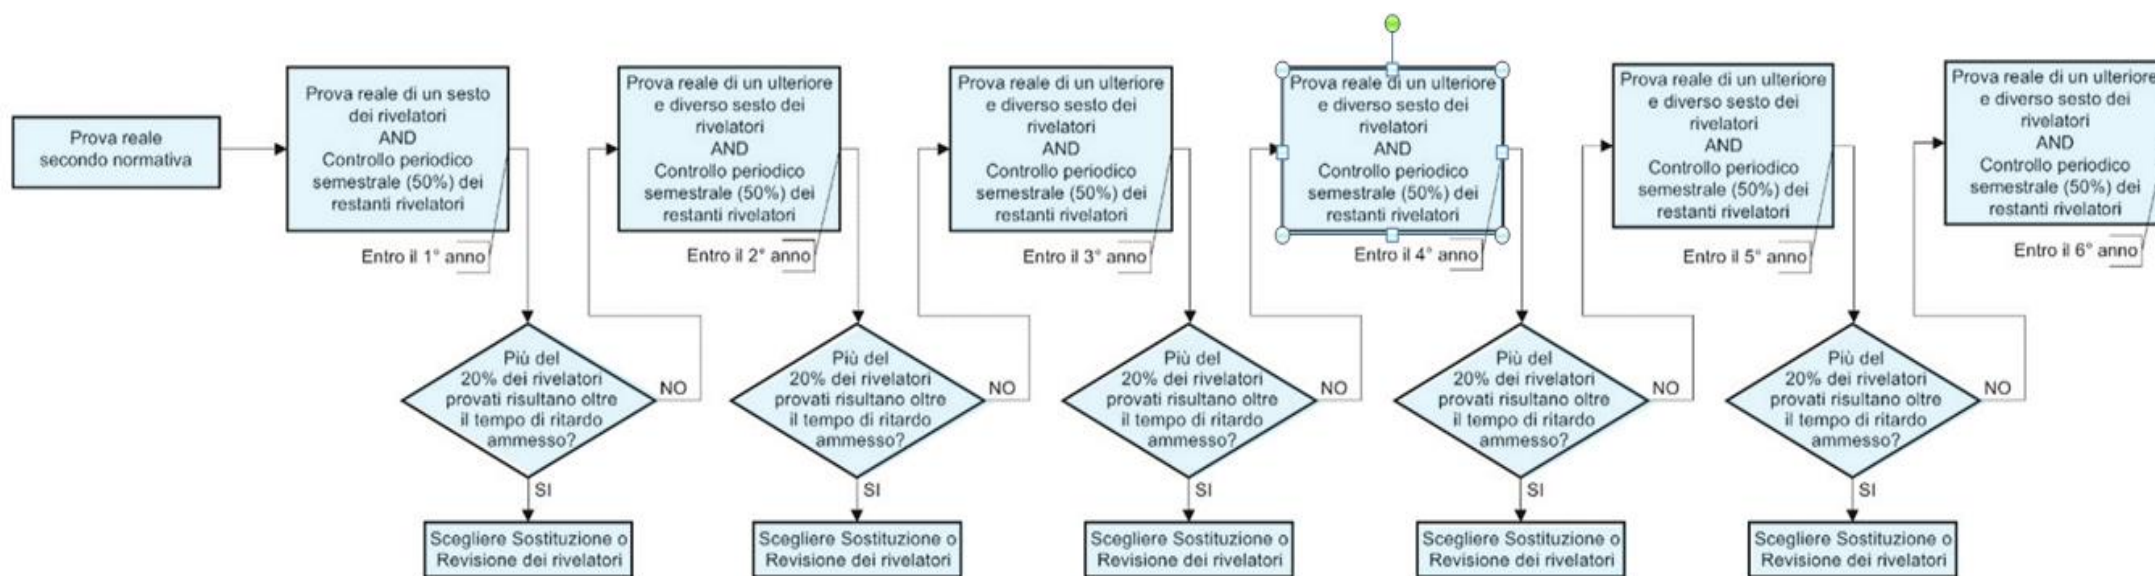 Prova reale
secondo normativa
Prova reale di un sesto
dei rivelatori
AND
Controllo periodico
semestrale (50%) dei
restanti rivelatori
Entro il 1° anno
Più del
20% dei rivelatori
provati risultano oltre
il tempo di ritardo
ammesso?
NO
SI
Scegliere Sostituzione o
Revisione dei rivelatori
Prova reale di un ulteriore
e diverso sesto dei
rivelatori
AND
Controllo periodico
semestrale (50%) dei
restanti rivelatori
Entro il 2° anno
Più del
20% dei rivelatori
provati risultano oltre
il tempo di ritardo
ammesso?
NO
SI
Scegliere Sostituzione o
Revisione dei rivelatori
Prova reale di un ulteriore
e diverso sesto dei
rivelatori
AND
Controllo periodico
semestrale (50%) dei
restanti rivelatori
Entro il 3° anno
Più del
20% dei rivelatori
provati risultano oltre
il tempo di ritardo
ammesso?
NO
SI
Scegliere Sostituzione o
Revisione dei rivelatori
Prova reale di un ulteriore
e diverso sesto dei
rivelatori
AND
Controllo periodico
semestrale (50%) dei
restanti rivelatori
Entro il 4° anno
Più del
20% dei rivelatori
provati risultano oltre
il tempo di ritardo
ammesso?
NO
SI
Scegliere Sostituzione o
Revisione dei rivelatori
Prova reale di un ulteriore
e diverso sesto dei
rivelatori
AND
Controllo periodico
semestrale (50%) dei
restanti rivelatori
Entro il 5° anno
Più del
20% dei rivelatori
provati risultano oltre
il tempo di ritardo
ammesso?
NO
SI
Scegliere Sostituzione o
Revisione dei rivelatori
Prova reale di un ulteriore
e diverso sesto dei
rivelatori
AND
Controllo periodico
semestrale (50%) dei
restanti rivelatori
Entro il 6° anno